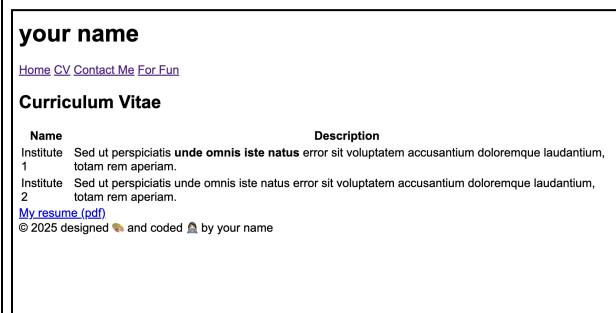 your name
Home CV Contact Me For Fun
Curriculum Vitae
Name Description
Institute 1 Sed ut perspiciatis unde omnis iste natus error sit voluptatem accusantium doloremque laudantium,
totam rem aperiam.
Institute 2 Sed ut perspiciatis unde omnis iste natus error sit voluptatem accusantium doloremque laudantium,
totam rem aperiam.
My resume (pdf)
© 2025 designed 🎨 and coded 👩🏻‍💻 by your name